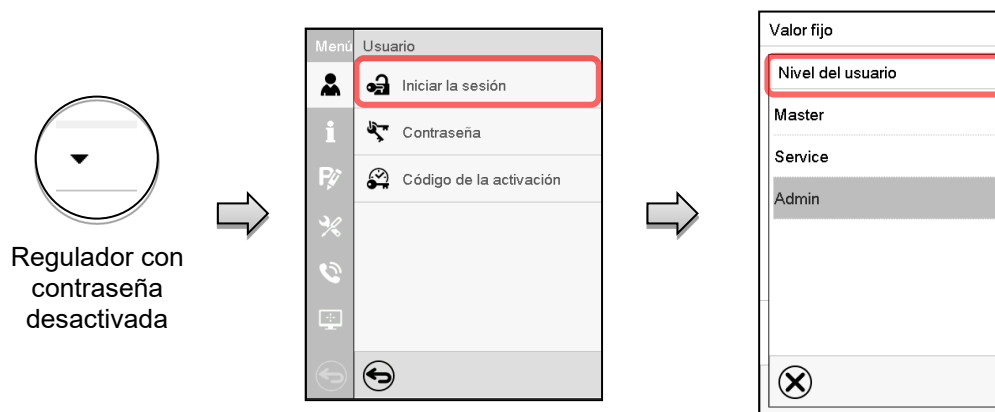 Regulador con
contraseña
desactivada
Menú
Usuario
Iniciar la sesión
Contraseña
Código de la activación
Valor fijo
Nivel del usuario
Master
Service
Admin